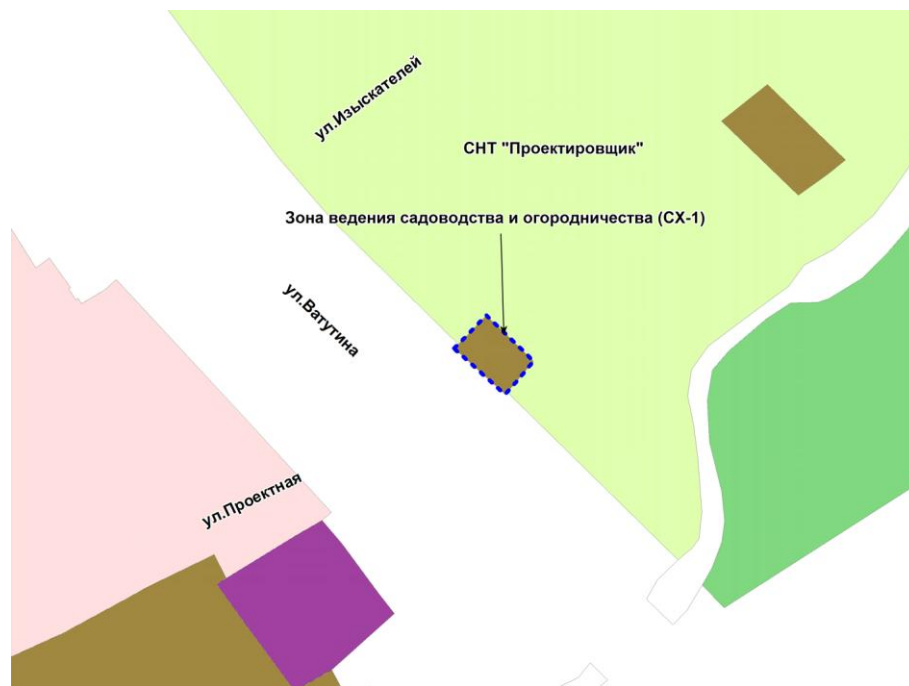 ул.Изыскателей
СНТ "Проектировщик"
Зона ведения садоводства и огородничества (СХ-1)
ул.Ватутина
ул.Проектная